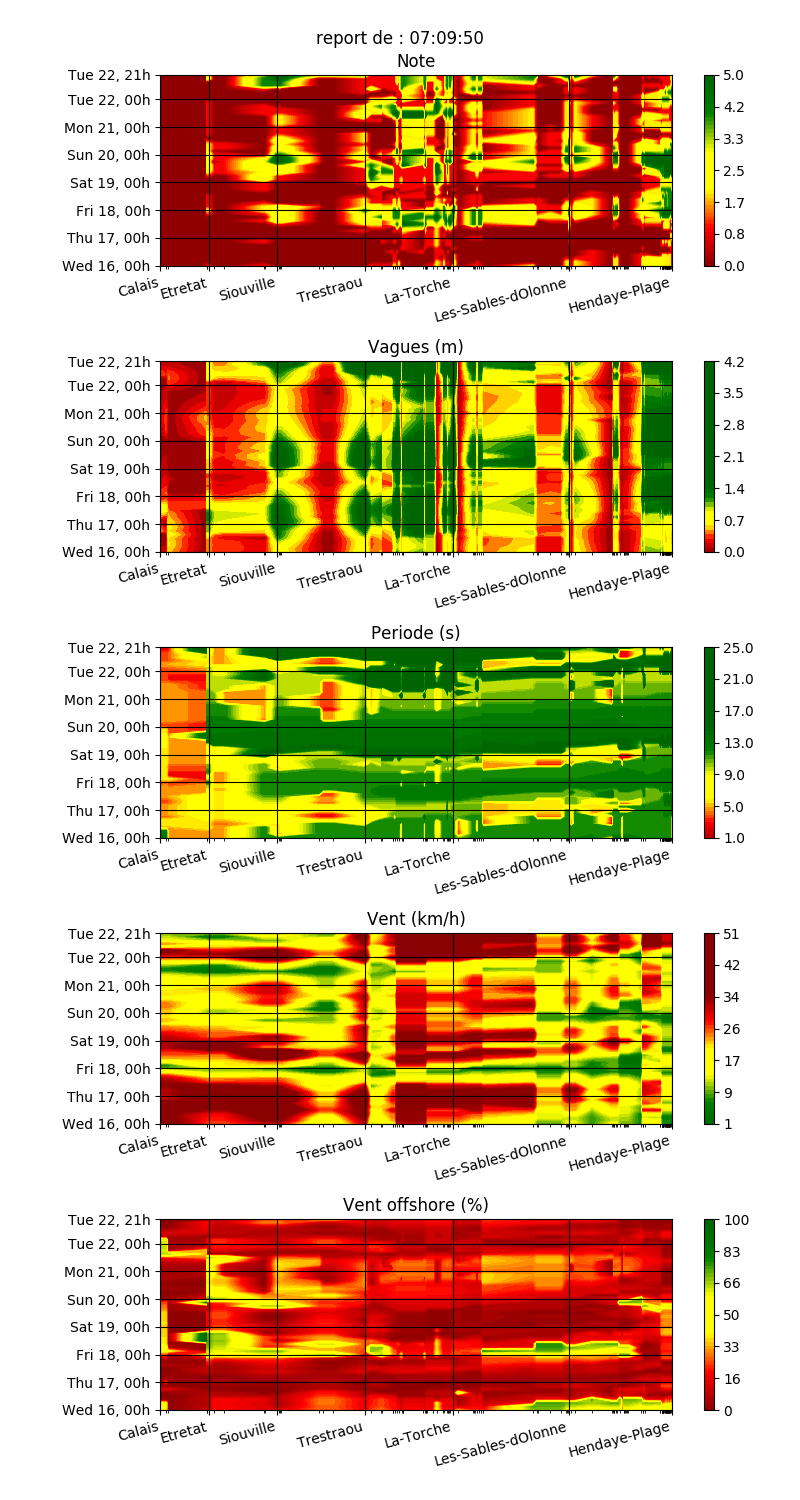 report de : 07:09:50
Note
Tue 22, 21h
Tue 22, 00h
Mon 21, 00h
Sun 20, 00h
Sat 19, 00h
Fri 18, 00h
Thu 17, 00h
Wed 16, 00h
Calais
Etretat
Siouville
Trestraou
La-Torche
Les-Sables-dOlonne
Hendaye-Plage
5.0
4.2
3.3
2.5
1.7
0.8
0.0
Vagues (m)
Tue 22, 21h
Tue 22, 00h
Mon 21, 00h
Sun 20, 00h
Sat 19, 00h
Fri 18, 00h
Thu 17, 00h
Wed 16, 00h
Calais
Etretat
Siouville
Trestraou
La-Torche
Les-Sables-dOlonne
Hendaye-Plage
4.2
3.5
2.8
2.1
1.4
0.7
0.0
Periode (s)
Tue 22, 21h
Tue 22, 00h
Mon 21, 00h
Sun 20, 00h
Sat 19, 00h
Fri 18, 00h
Thu 17, 00h
Wed 16, 00h
Calais
Etretat
Siouville
Trestraou
La-Torche
Les-Sables-dOlonne
Hendaye-Plage
25.0
21.0
17.0
13.0
9.0
5.0
1.0
Vent (km/h)
Tue 22, 21h
Tue 22, 00h
Mon 21, 00h
Sun 20, 00h
Sat 19, 00h
Fri 18, 00h
Thu 17, 00h
Wed 16, 00h
Calais
Etretat
Siouville
Trestraou
La-Torche
Les-Sables-dOlonne
Hendaye-Plage
51
42
34
26
17
9
1
Vent offshore (%)
Tue 22, 21h
Tue 22, 00h
Mon 21, 00h
Sun 20, 00h
Sat 19, 00h
Fri 18, 00h
Thu 17, 00h
Wed 16, 00h
Calais
Etretat
Siouville
Trestraou
La-Torche
Les-Sables-dOlonne
Hendaye-Plage
100
83
66
50
33
16
0